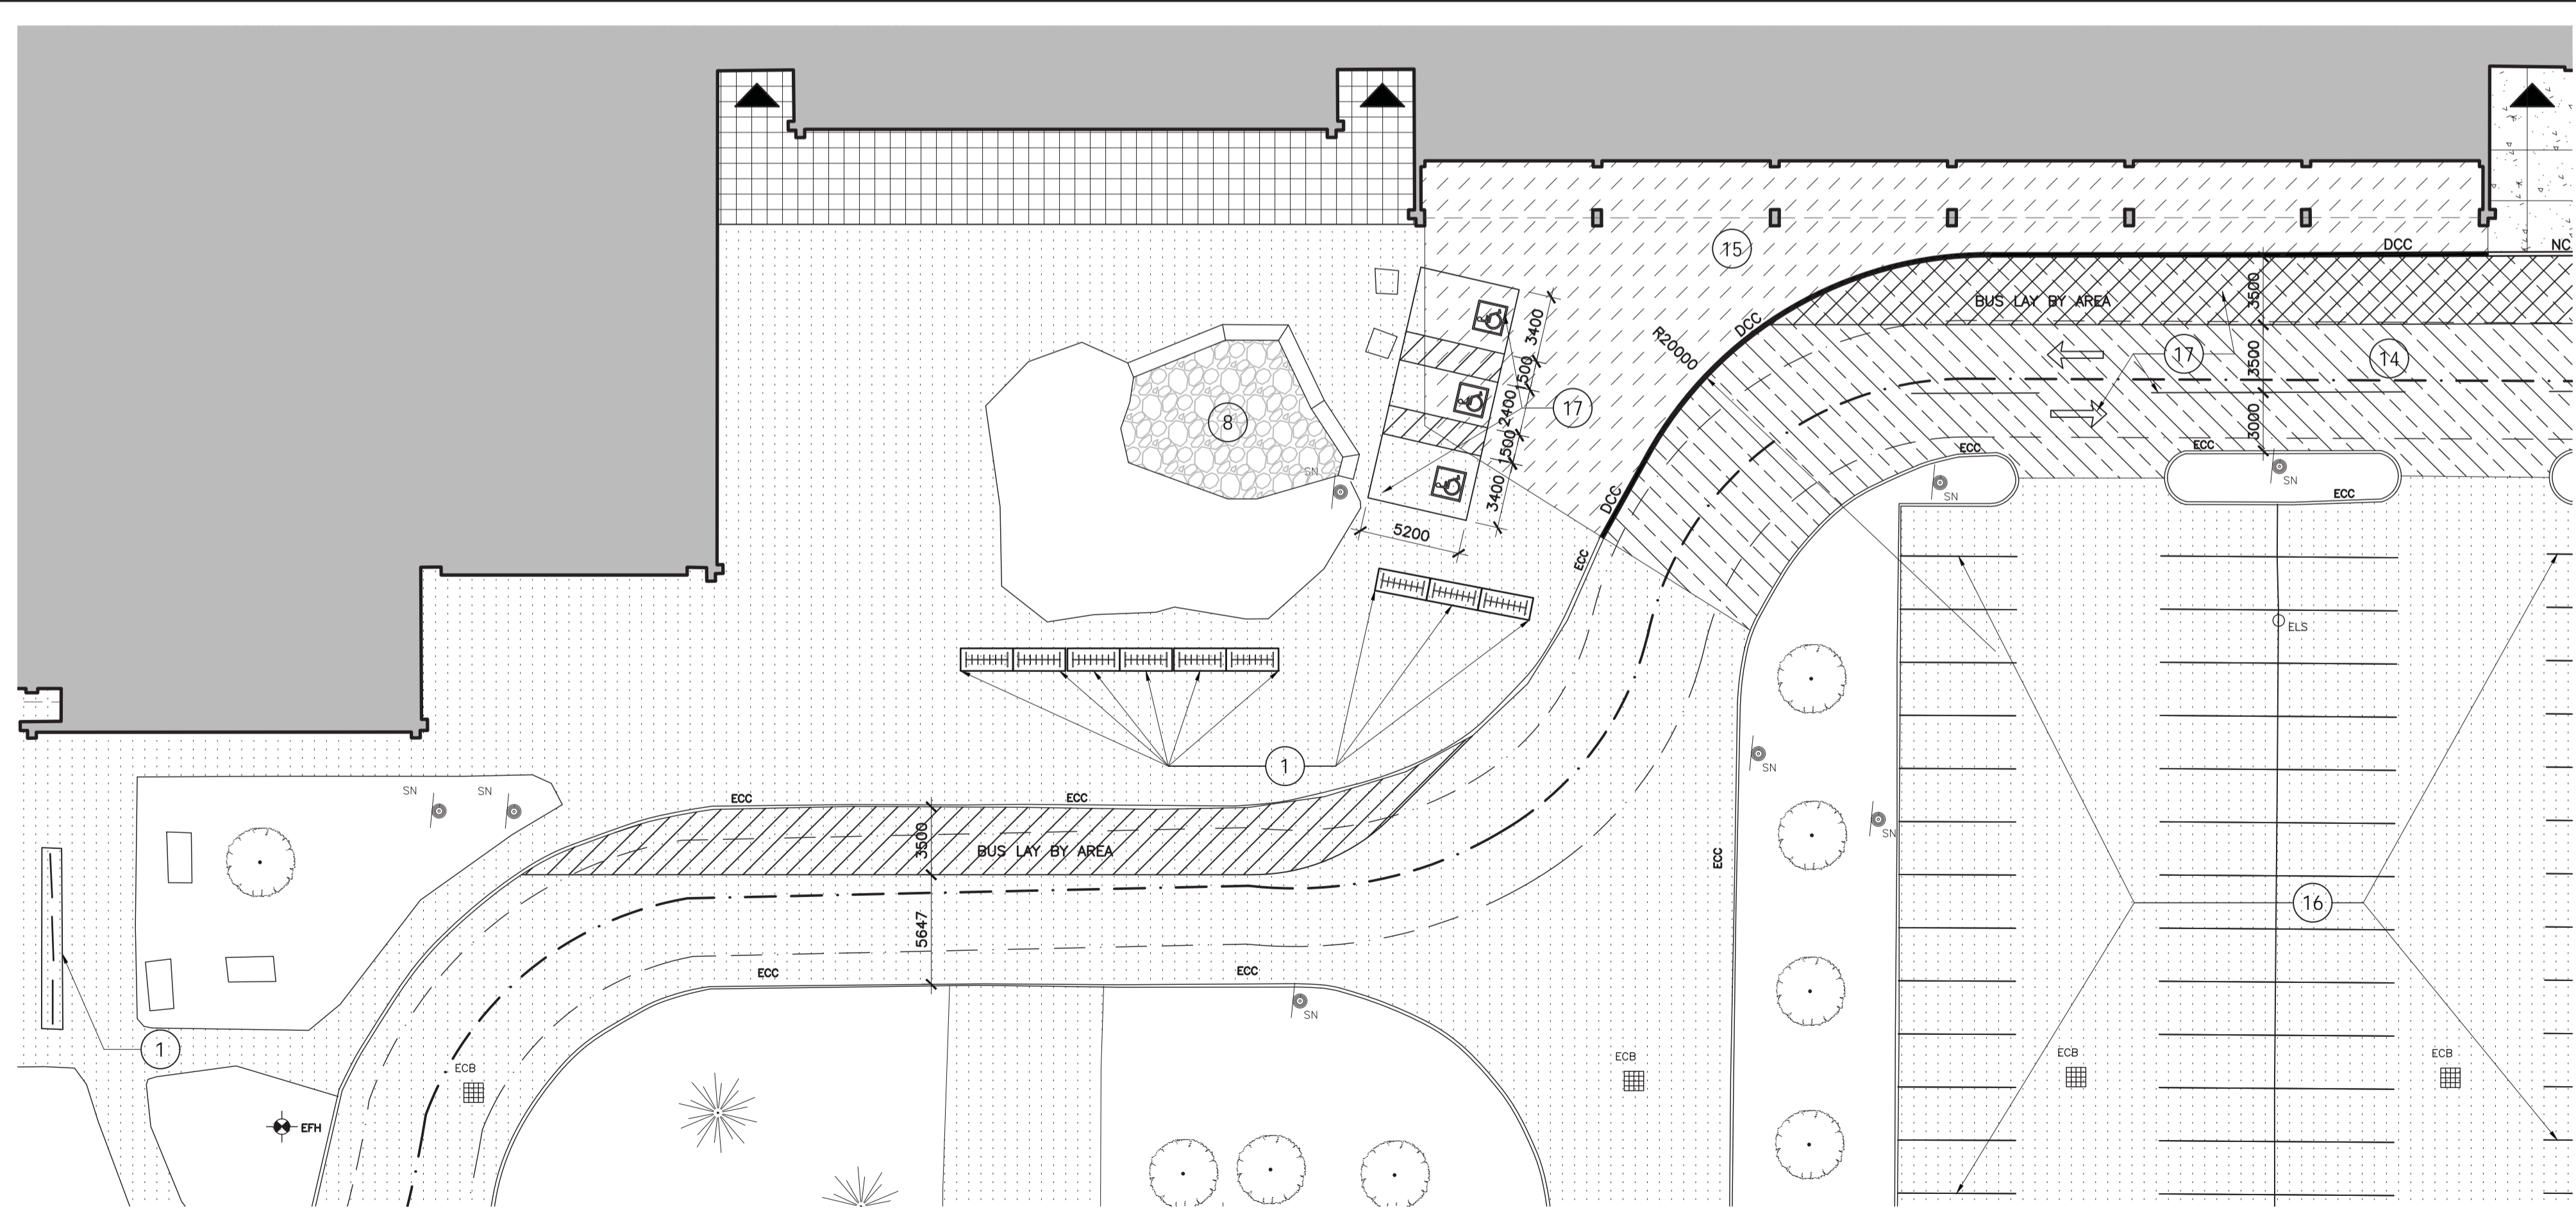 DCC
NC
15
BUS LAY BY AREA
3500
DCC
3400
R20000
17
3500
14
1500
2400
17
8
3000
1500
ECC
ECC
SN
SN
SN
ECC
3400
DCC
5200
ECC
ELS
SN
1
SN
SN
ECC
ECC
3500
BUS LAY BY AREA
SN
ECC
16
5647
ECC
ECC
SN
1
ECB
ECB
ECB
ECB
EFH